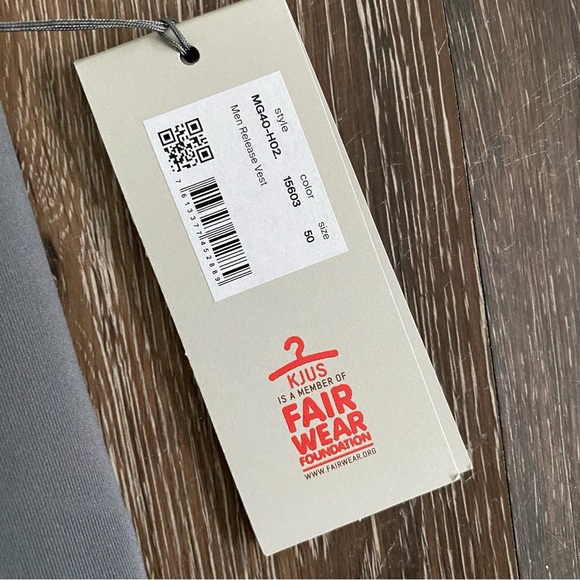 style color size
MG40-H02. 15603 50
Men Release Vest
7613377452889
KJUS
IS A MEMBER OF
FAIR
WEAR
FOUNDATION
WWW.FAIRWEAR.ORG